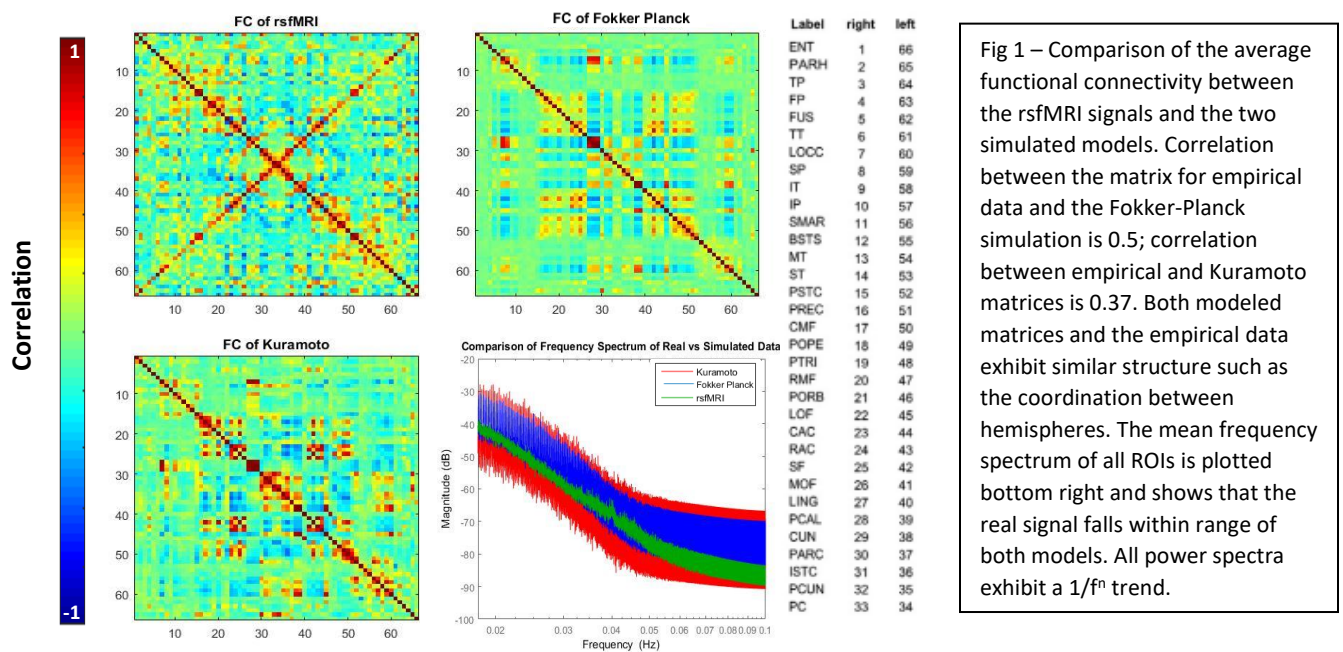 Correlation
1
-1
FC of rsfMRI
10
20
30
40
50
60
10 20 30 40 50 60
FC of Fokker Planck
10
20
30
40
50
60
10 20 30 40 50 60
FC of Kuramoto
10
20
30
40
50
60
10 20 30 40 50 60
Comparison of Frequency Spectrum of Real vs Simulated Data
Kuramoto
Fokker Planck
rsfMRI
Magnitude (dB)
-20
-30
-40
-50
-60
-70
-80
-90
-100
0.02 0.03 0.04 0.05 0.06 0.07 0.08 0.09 0.1
Frequency (Hz)
Label right left
ENT 1 66
PARH 2 65
TP 3 64
FP 4 63
FUS 5 62
TT 6 61
LOCC 7 60
SP 8 59
IT 9 58
IP 10 57
SMAR 11 56
BSTS 12 55
MT 13 54
ST 14 53
PSTC 15 52
PREC 16 51
CMF 17 50
POPE 18 49
PTRI 19 48
RMF 20 47
PORB 21 46
LOF 22 45
CAC 23 44
RAC 24 43
SF 25 42
MOF 26 41
LING 27 40
PCAL 28 39
CUN 29 38
PARC 30 37
ISTC 31 36
PCUN 32 35
PC 33 34
Fig 1 – Comparison of the average
functional connectivity between
the rsfMRI signals and the two
simulated models. Correlation
between the matrix for empirical
data and the Fokker-Planck
simulation is 0.5; correlation
between empirical and Kuramoto
matrices is 0.37. Both modeled
matrices and the empirical data
exhibit similar structure such as
the coordination between
hemispheres. The mean frequency
spectrum of all ROIs is plotted
bottom right and shows that the
real signal falls within range of
both models. All power spectra
exhibit a 1/fⁿ trend.